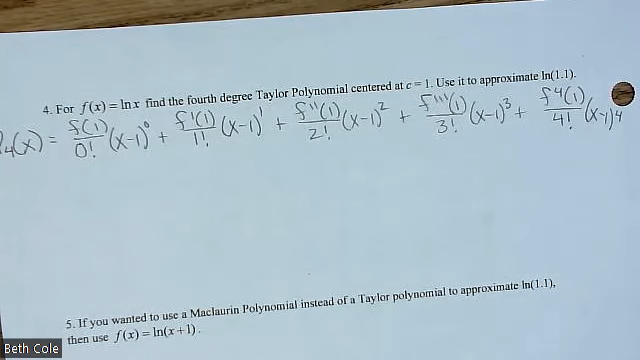 4. For f(x) = ln x find the fourth degree Taylor Polynomial centered at c = 1. Use it to approximate ln(1.1).
P₄(x) = f(1)/0! (x-1)⁰ + f'(1)/1! (x-1)¹ + f''(1)/2! (x-1)² + f'''(1)/3! (x-1)³ + f⁴(1)/4! (x-1)⁴
5. If you wanted to use a Maclaurin Polynomial instead of a Taylor polynomial to approximate ln(1.1),
then use f(x) = ln(x+1).
Beth Cole